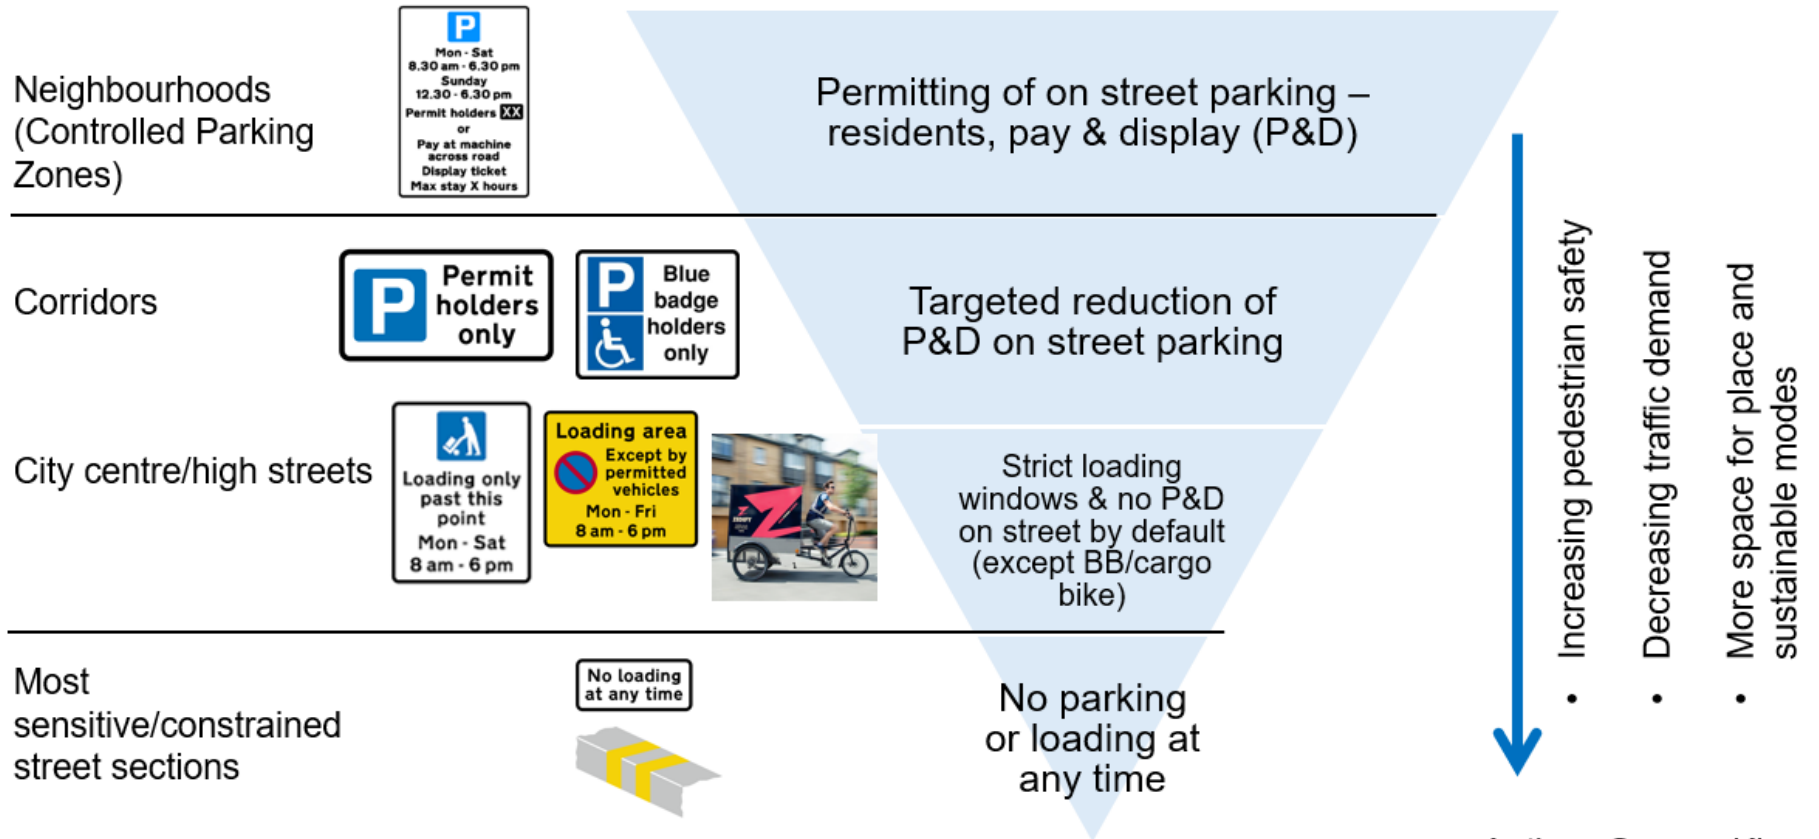 Neighbourhoods
(Controlled Parking
Zones)
P
Mon - Sat
8.30 am - 6.30 pm
Sunday
12.30 - 6.30 pm
Permit holders XX
or
Pay at machine
across road
Display ticket
Max stay X hours
Permitting of on street parking –
residents, pay & display (P&D)
Corridors
P
Permit
holders
only
P
Blue
badge
holders
only
Targeted reduction of
P&D on street parking
City centre/high streets
Loading only
past this
point
Mon - Sat
8 am - 6 pm
Loading area
Except by
permitted
vehicles
Mon - Fri
8 am - 6 pm
Strict loading
windows & no P&D
on street by default
(except BB/cargo
bike)
Most
sensitive/constrained
street sections
No loading
at any time
No parking
or loading at
any time
• Increasing pedestrian safety
• Decreasing traffic demand
• More space for place and
sustainable modes